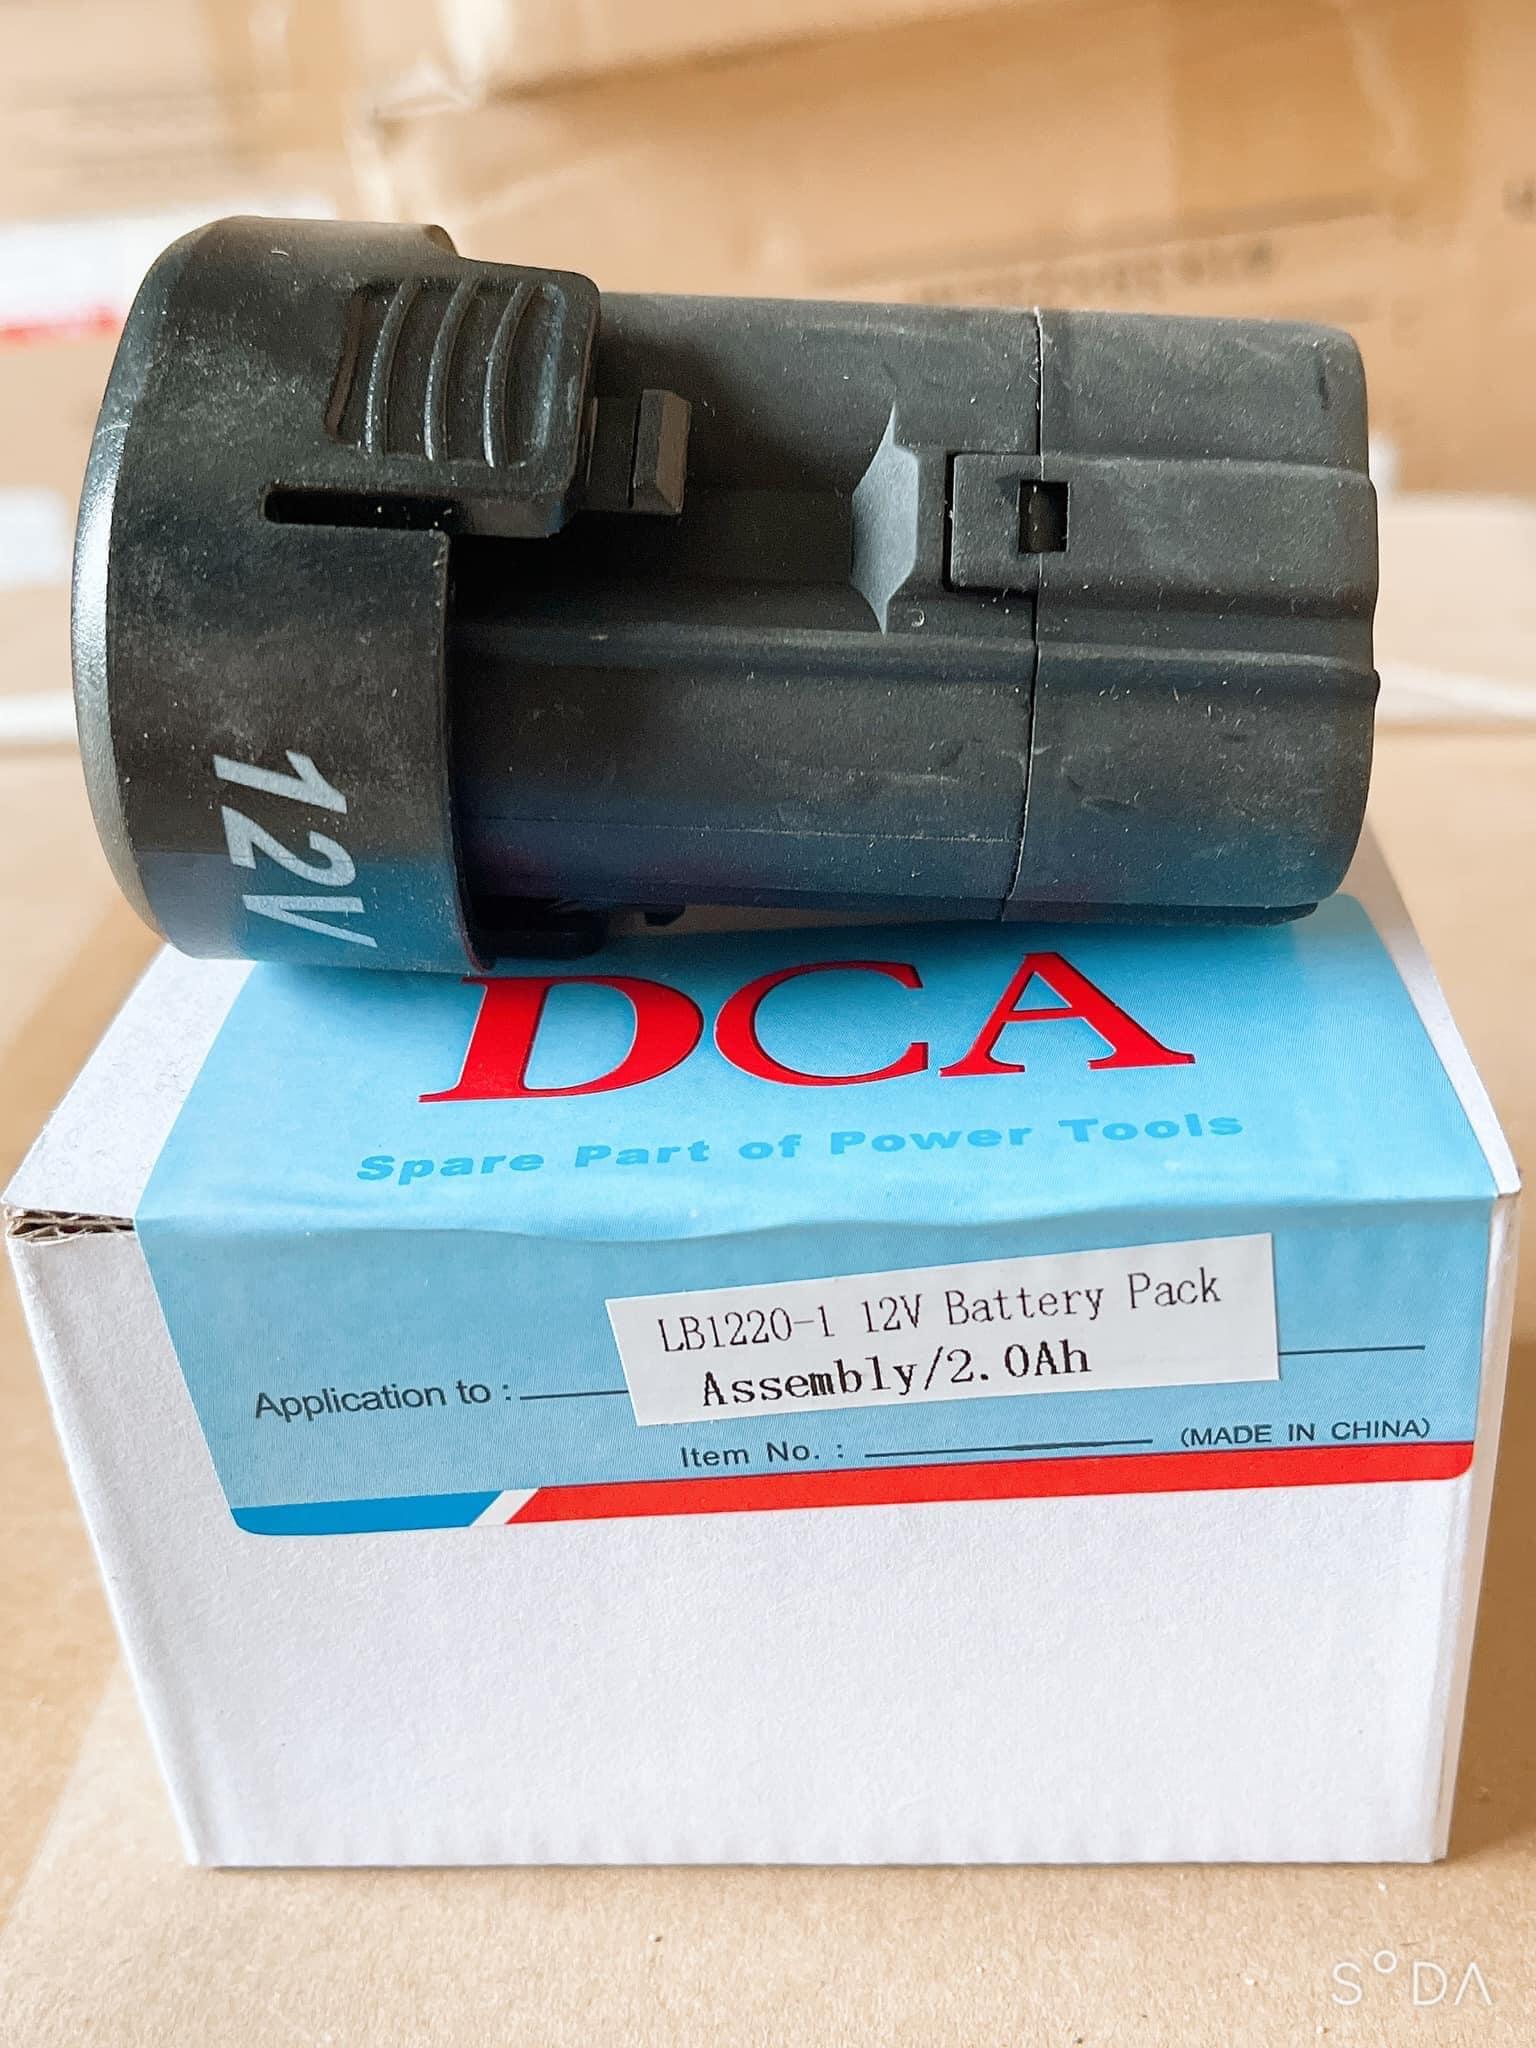 12V
DCA
Spare Part of Power Tools
LB1220-1 12V Battery Pack
Assembly/2.0Ah
Application to :
Item No. :
(MADE IN CHINA)
S°DA